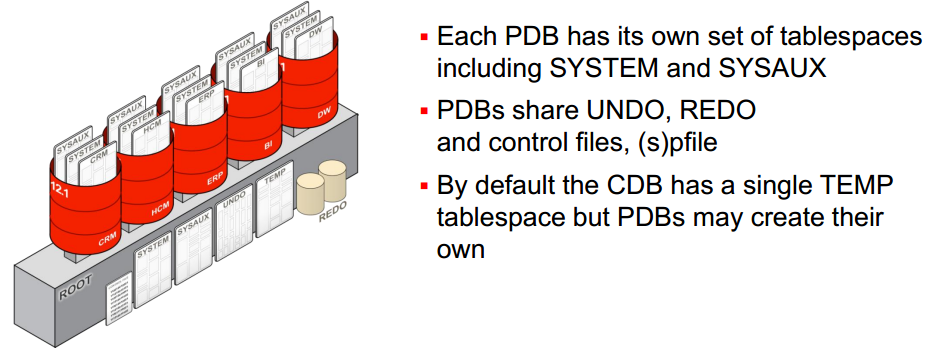 SYSAUX
SYSTEM
DW
DW
SYSAUX
SYSTEM
BI
BI
SYSAUX
SYSTEM
ERP
ERP
SYSAUX
SYSTEM
HCM
HCM
SYSAUX
SYSTEM
CRM
12.1
CRM
ROOT
SYSTEM
SYSAUX
UNDO
TEMP
REDO
▪ Each PDB has its own set of tablespaces
including SYSTEM and SYSAUX
▪ PDBs share UNDO, REDO
and control files, (s)pfile
▪ By default the CDB has a single TEMP
tablespace but PDBs may create their
own